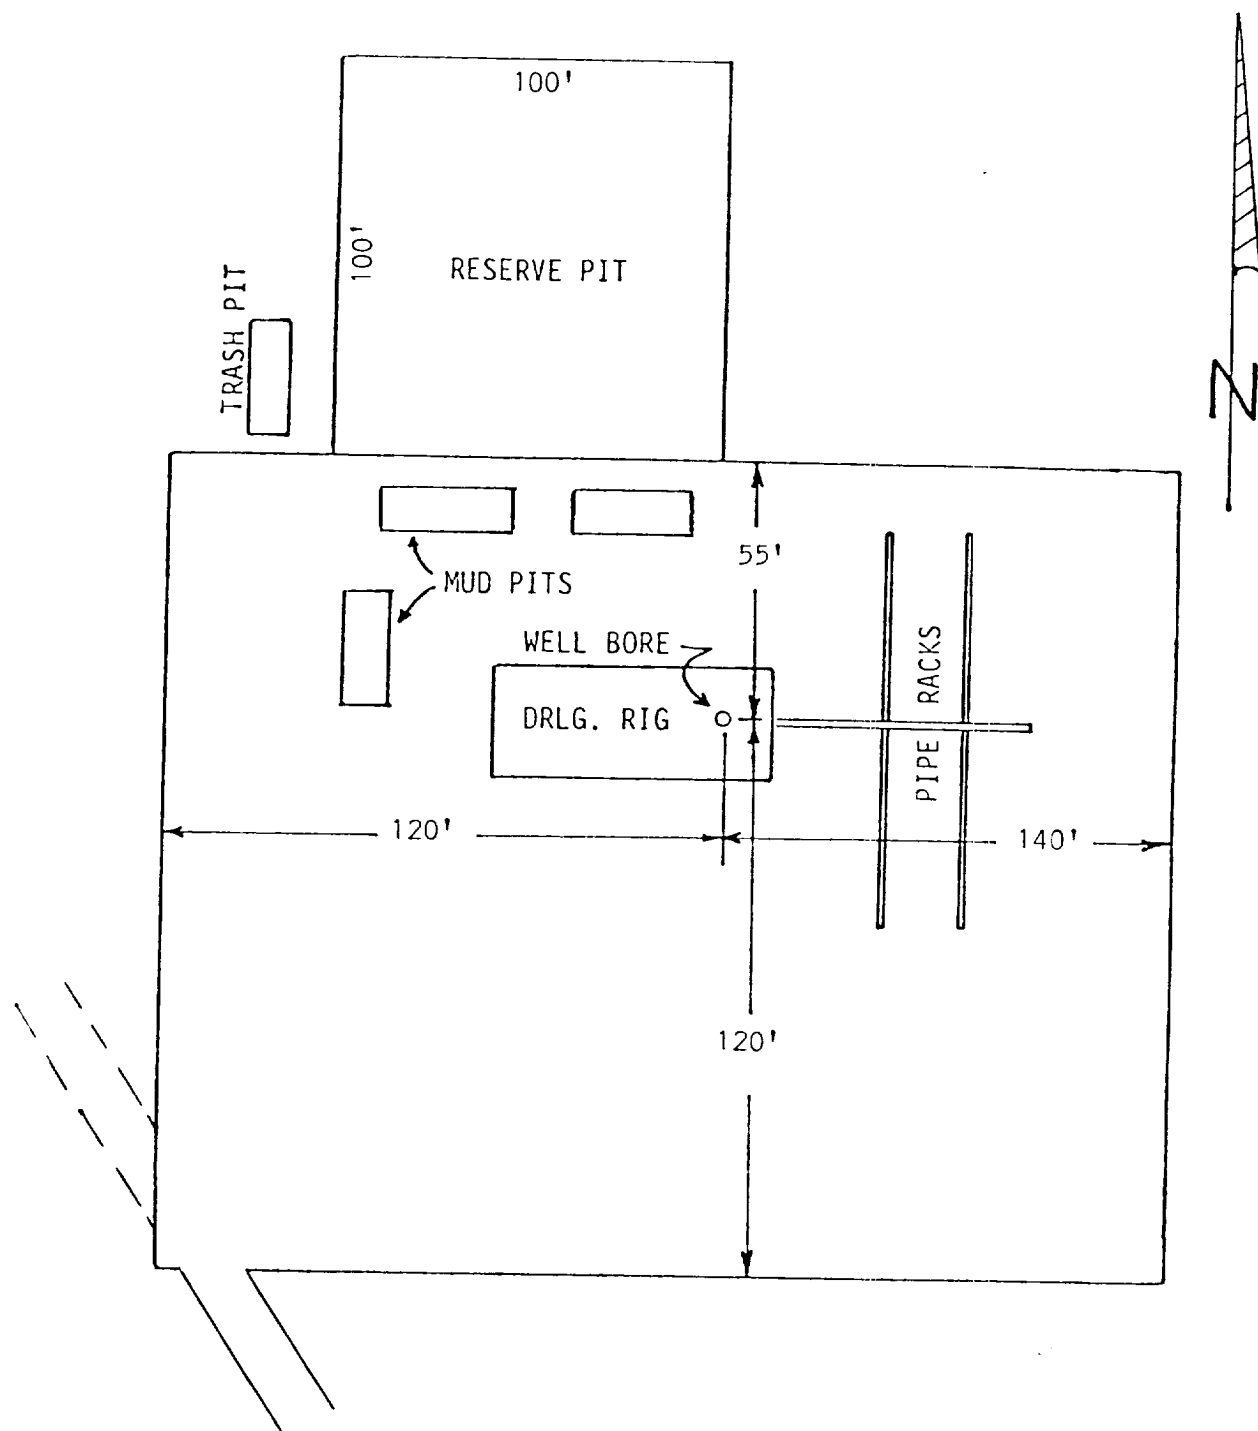 100'
100'
RESERVE PIT
TRASH PIT
N
55'
MUD PITS
WELL BORE
DRLG. RIG
PIPE RACKS
120'
140'
120'